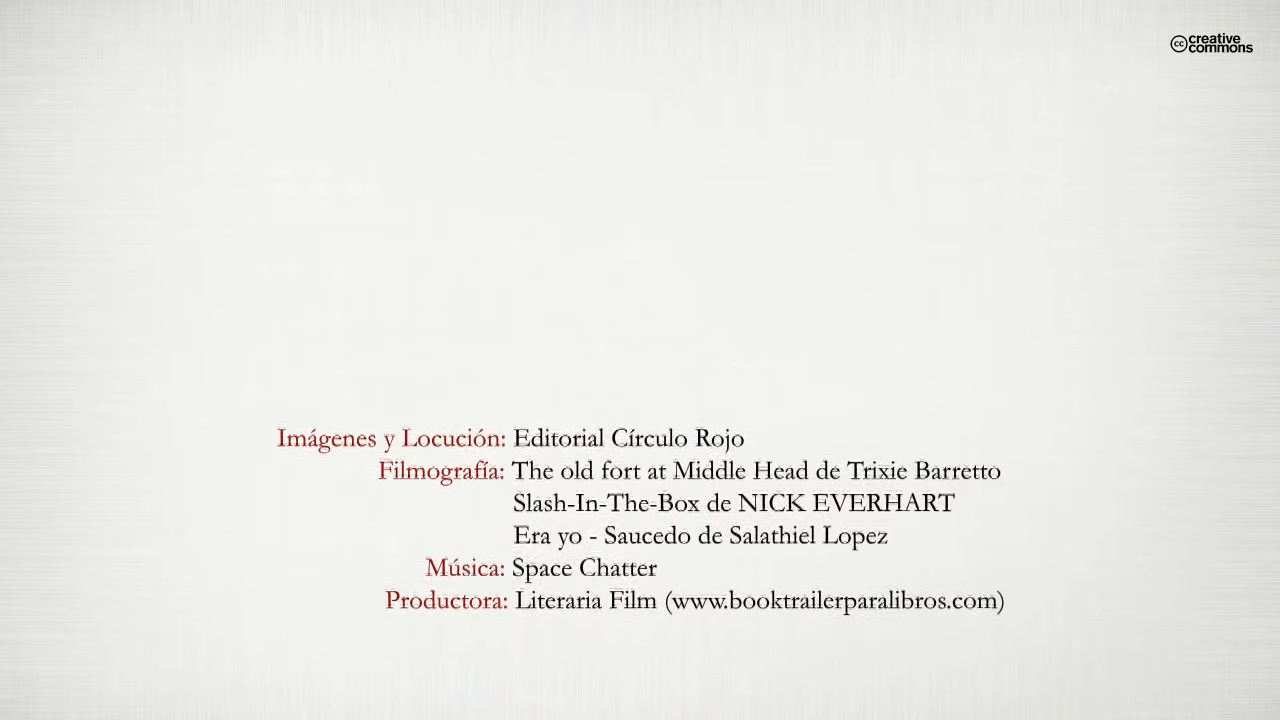 cc creative
commons
Imágenes y Locución: Editorial Círculo Rojo
Filmografía: The old fort at Middle Head de Trixie Barretto
Slash-In-The-Box de NICK EVERHART
Era yo - Saucedo de Salathiel Lopez
Música: Space Chatter
Productora: Literaria Film (www.booktrailerparalibros.com)